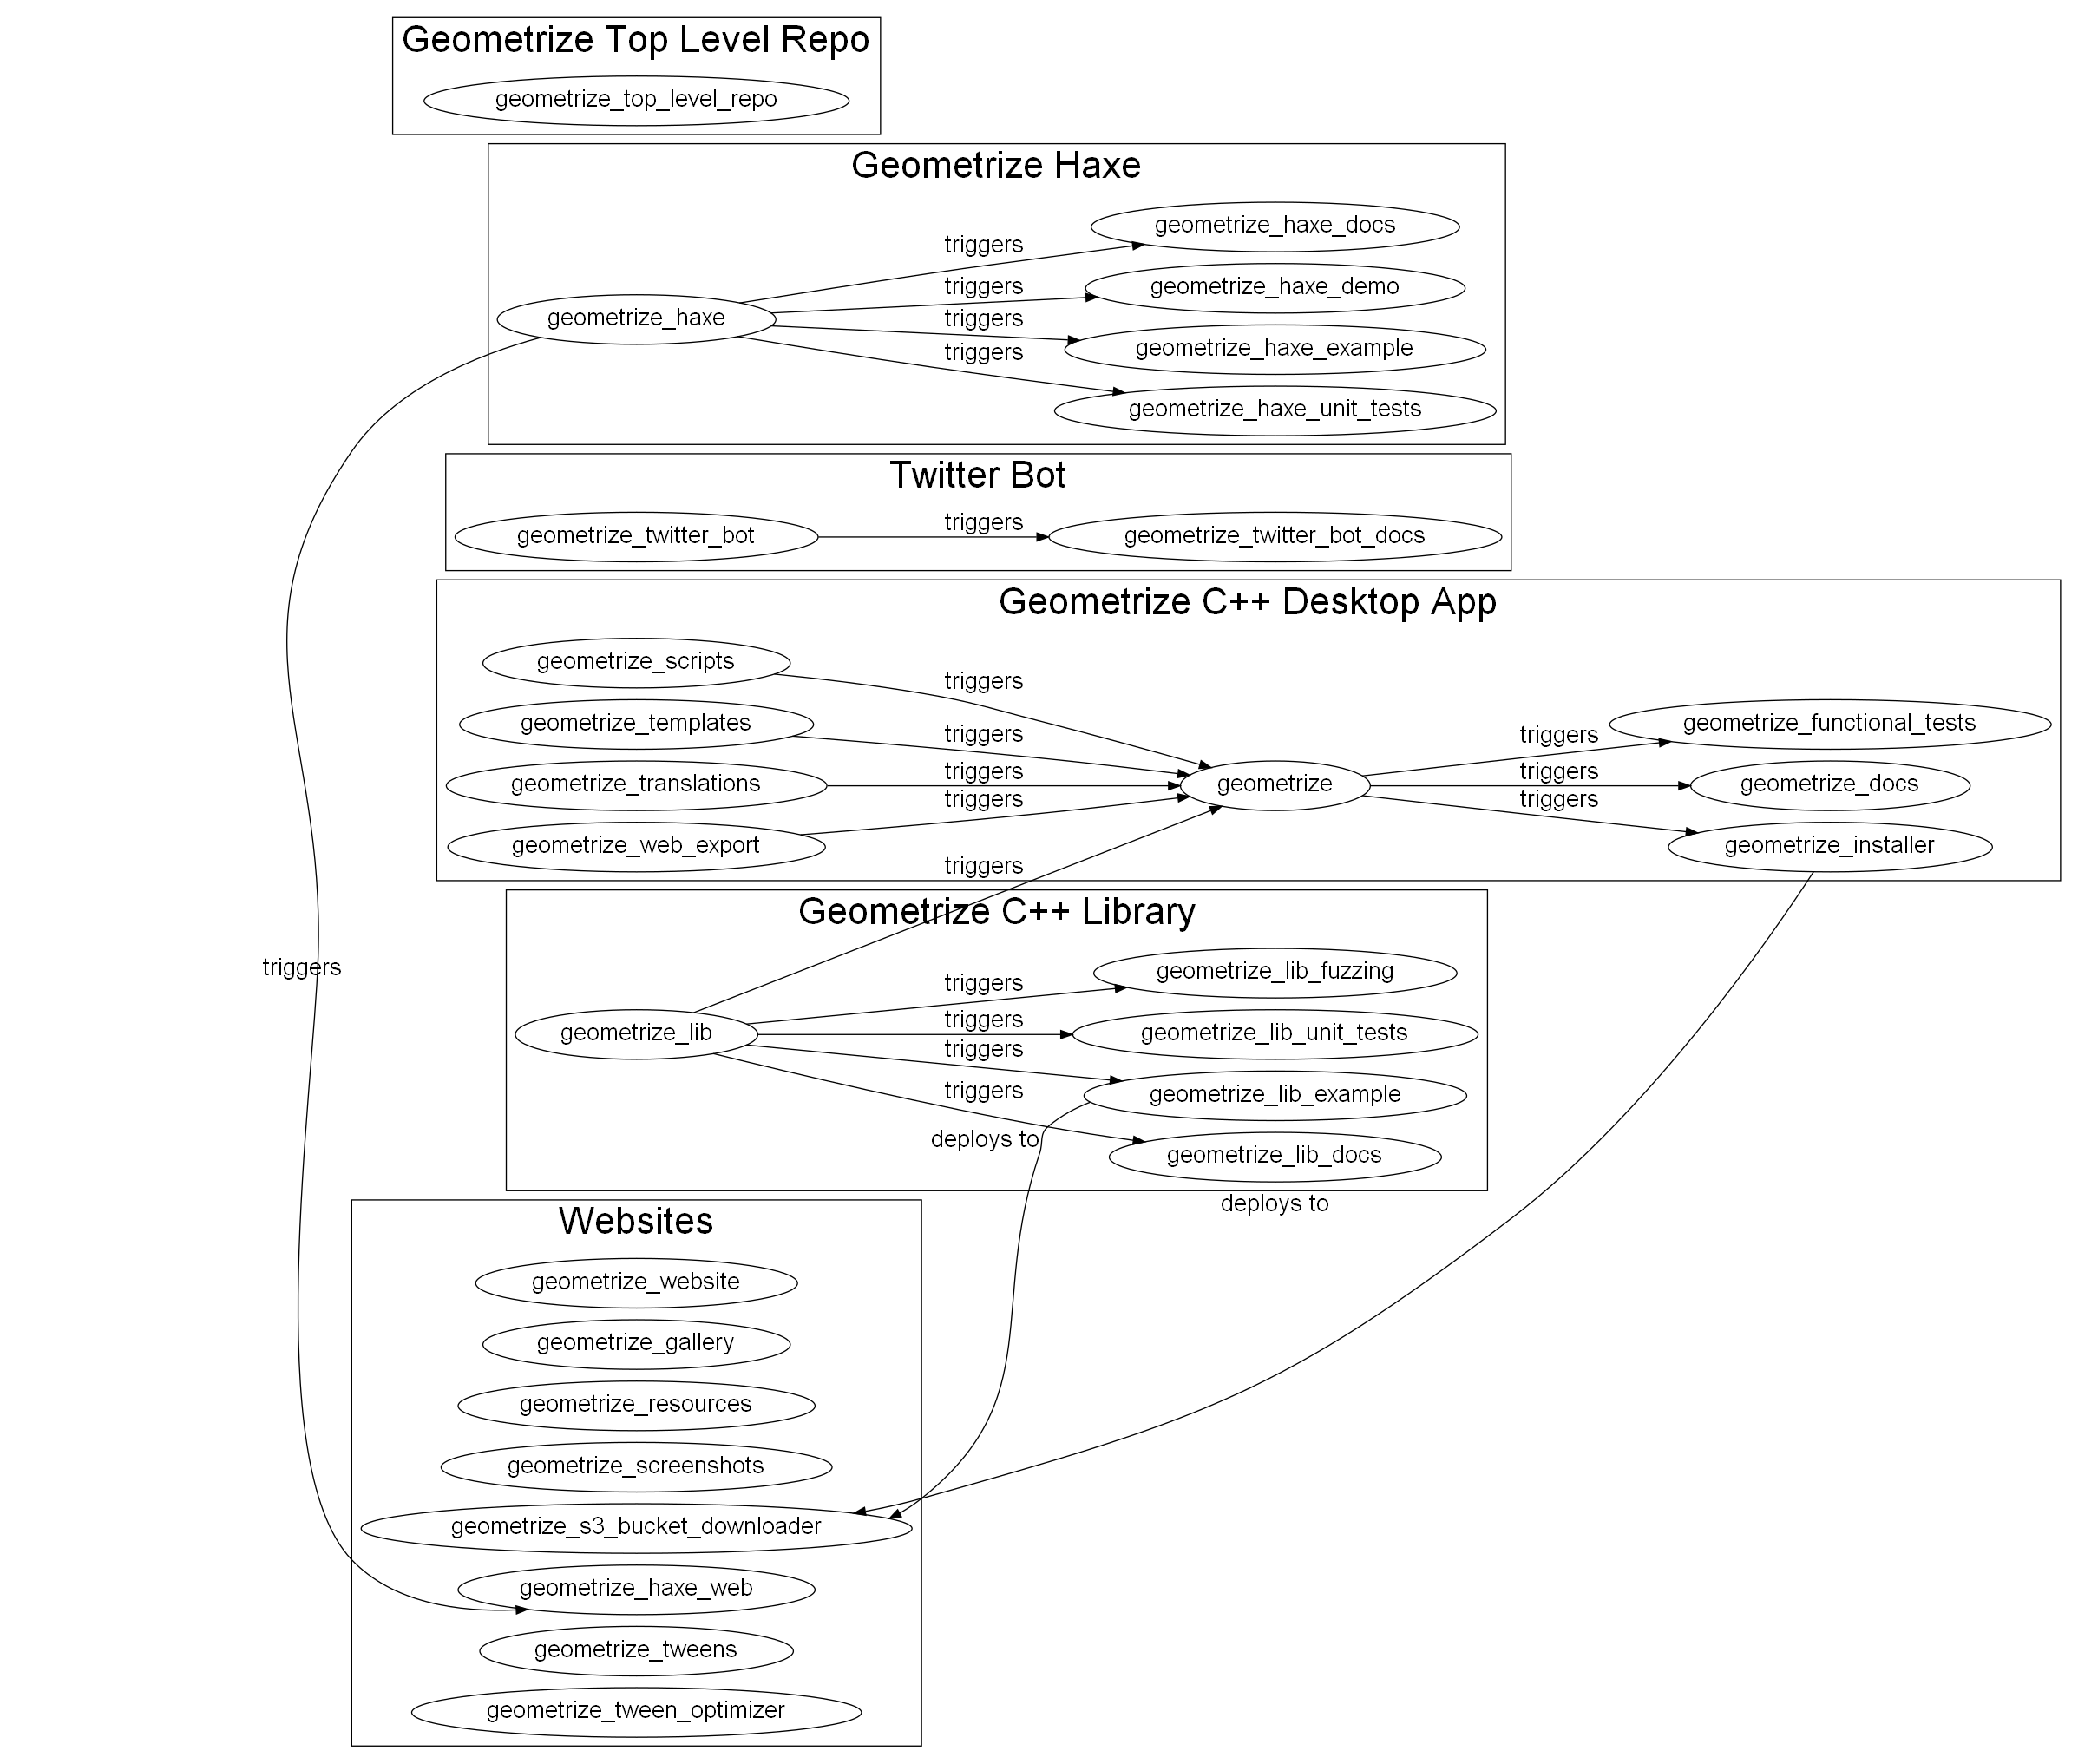 Geometrize Top Level Repo
geometrize_top_level_repo
Geometrize Haxe
geometrize_haxe
triggers
geometrize_haxe_docs
triggers
geometrize_haxe_demo
triggers
geometrize_haxe_example
triggers
geometrize_haxe_unit_tests
Twitter Bot
geometrize_twitter_bot
triggers
geometrize_twitter_bot_docs
Geometrize C++ Desktop App
geometrize_scripts
triggers
geometrize_templates
triggers
geometrize_translations
triggers
geometrize_web_export
triggers
geometrize
triggers
geometrize_functional_tests
triggers
geometrize_docs
triggers
geometrize_installer
triggers
Geometrize C++ Library
geometrize_lib
triggers
geometrize_lib_fuzzing
triggers
geometrize_lib_unit_tests
triggers
geometrize_lib_example
triggers
geometrize_lib_docs
deploys to
deploys to
triggers
Websites
geometrize_website
geometrize_gallery
geometrize_resources
geometrize_screenshots
geometrize_s3_bucket_downloader
geometrize_haxe_web
geometrize_tweens
geometrize_tween_optimizer